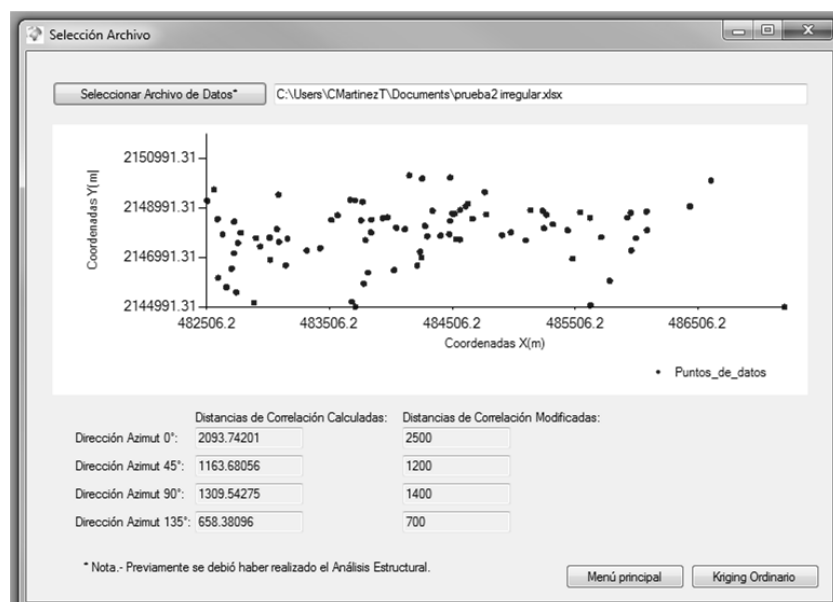 Selección Archivo
Seleccionar Archivo de Datos*
C:\Users\CMartinezT\Documents\prueba2 irregular.xlsx
Coordenadas Y(m|
2150991.31
2148991.31
2146991.31
2144991.31
482506.2 483506.2 484506.2 485506.2 486506.2
Coordenadas X(m)
Puntos_de_datos
Distancias de Correlación Calculadas: Distancias de Correlación Modificadas:
Dirección Azimut 0°: 2093.74201 2500
Dirección Azimut 45°: 1163.68056 1200
Dirección Azimut 90°: 1309.54275 1400
Dirección Azimut 135°: 658.38096 700
* Nota.- Previamente se debió haber realizado el Análisis Estructural.
Menú principal Kriging Ordinario